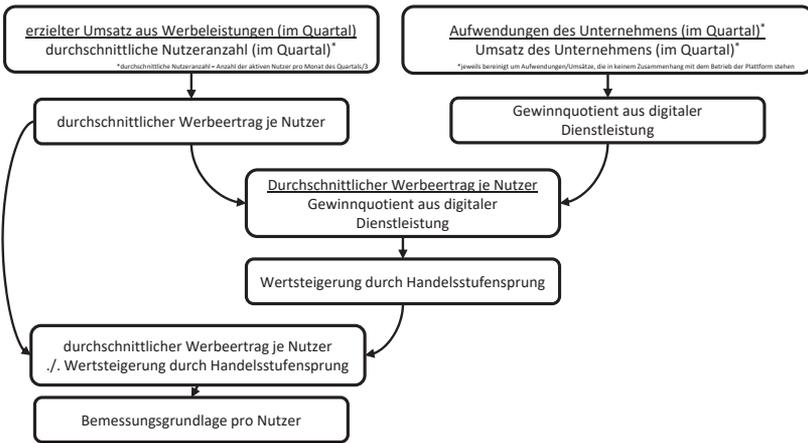 erzielter Umsatz aus Werbeleistungen (im Quartal)
durchschnittliche Nutzeranzahl (im Quartal)*
*durchschnittliche Nutzeranzahl = Anzahl der aktiven Nutzer pro Monat des Quartals/3
Aufwendungen des Unternehmens (im Quartal)*
Umsatz des Unternehmens (im Quartal)*
*jeweils bereinigt um Aufwendungen/Umsätze, die in keinem Zusammenhang mit dem Betrieb der Plattform stehen
durchschnittlicher Werbeertrag je Nutzer
Gewinnquotient aus digitaler
Dienstleistung
Durchschnittlicher Werbeertrag je Nutzer
Gewinnquotient aus digitaler
Dienstleistung
Wertsteigerung durch Handelsstufensprung
durchschnittlicher Werbeertrag je Nutzer
./. Wertsteigerung durch Handelsstufensprung
Bemessungsgrundlage pro Nutzer